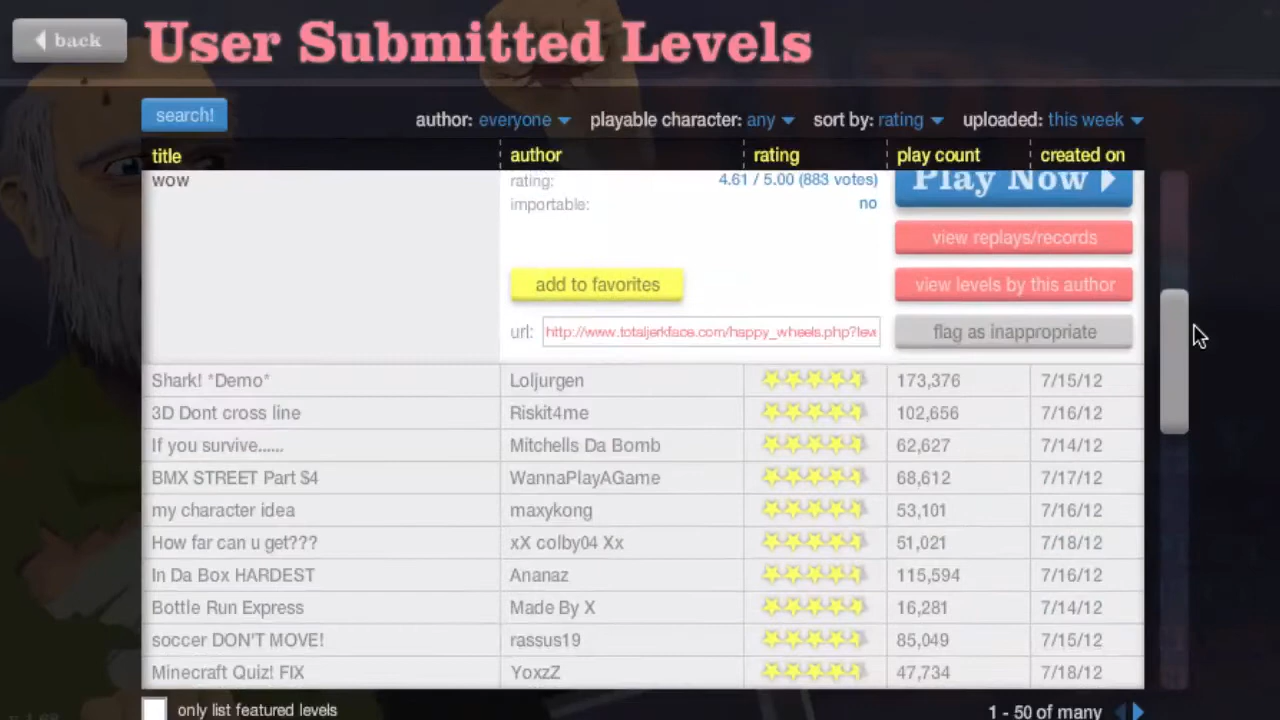 back
User Submitted Levels
search!
author: everyone playable character: any sort by: rating uploaded: this week
title author rating play count created on
wow
rating: 4.61 / 5.00 (883 votes)
importable: no
Play Now
view replays/records
add to favorites
view levels by this author
url: http://www.totaljerkface.com/happy_wheels.php?lev
flag as inappropriate
Shark! *Demo* Loljurgen 173,376 7/15/12
3D Dont cross line Riskit4me 102,656 7/16/12
If you survive...... Mitchells Da Bomb 62,627 7/14/12
BMX STREET Part S4 WannaPlayAGame 68,612 7/17/12
my character idea maxykong 53,101 7/16/12
How far can u get??? xX colby04 Xx 51,021 7/18/12
In Da Box HARDEST Ananaz 115,594 7/16/12
Bottle Run Express Made By X 16,281 7/14/12
soccer DON'T MOVE! rassus19 85,049 7/15/12
Minecraft Quiz! FIX YoxzZ 47,734 7/18/12
only list featured levels
1 - 50 of many